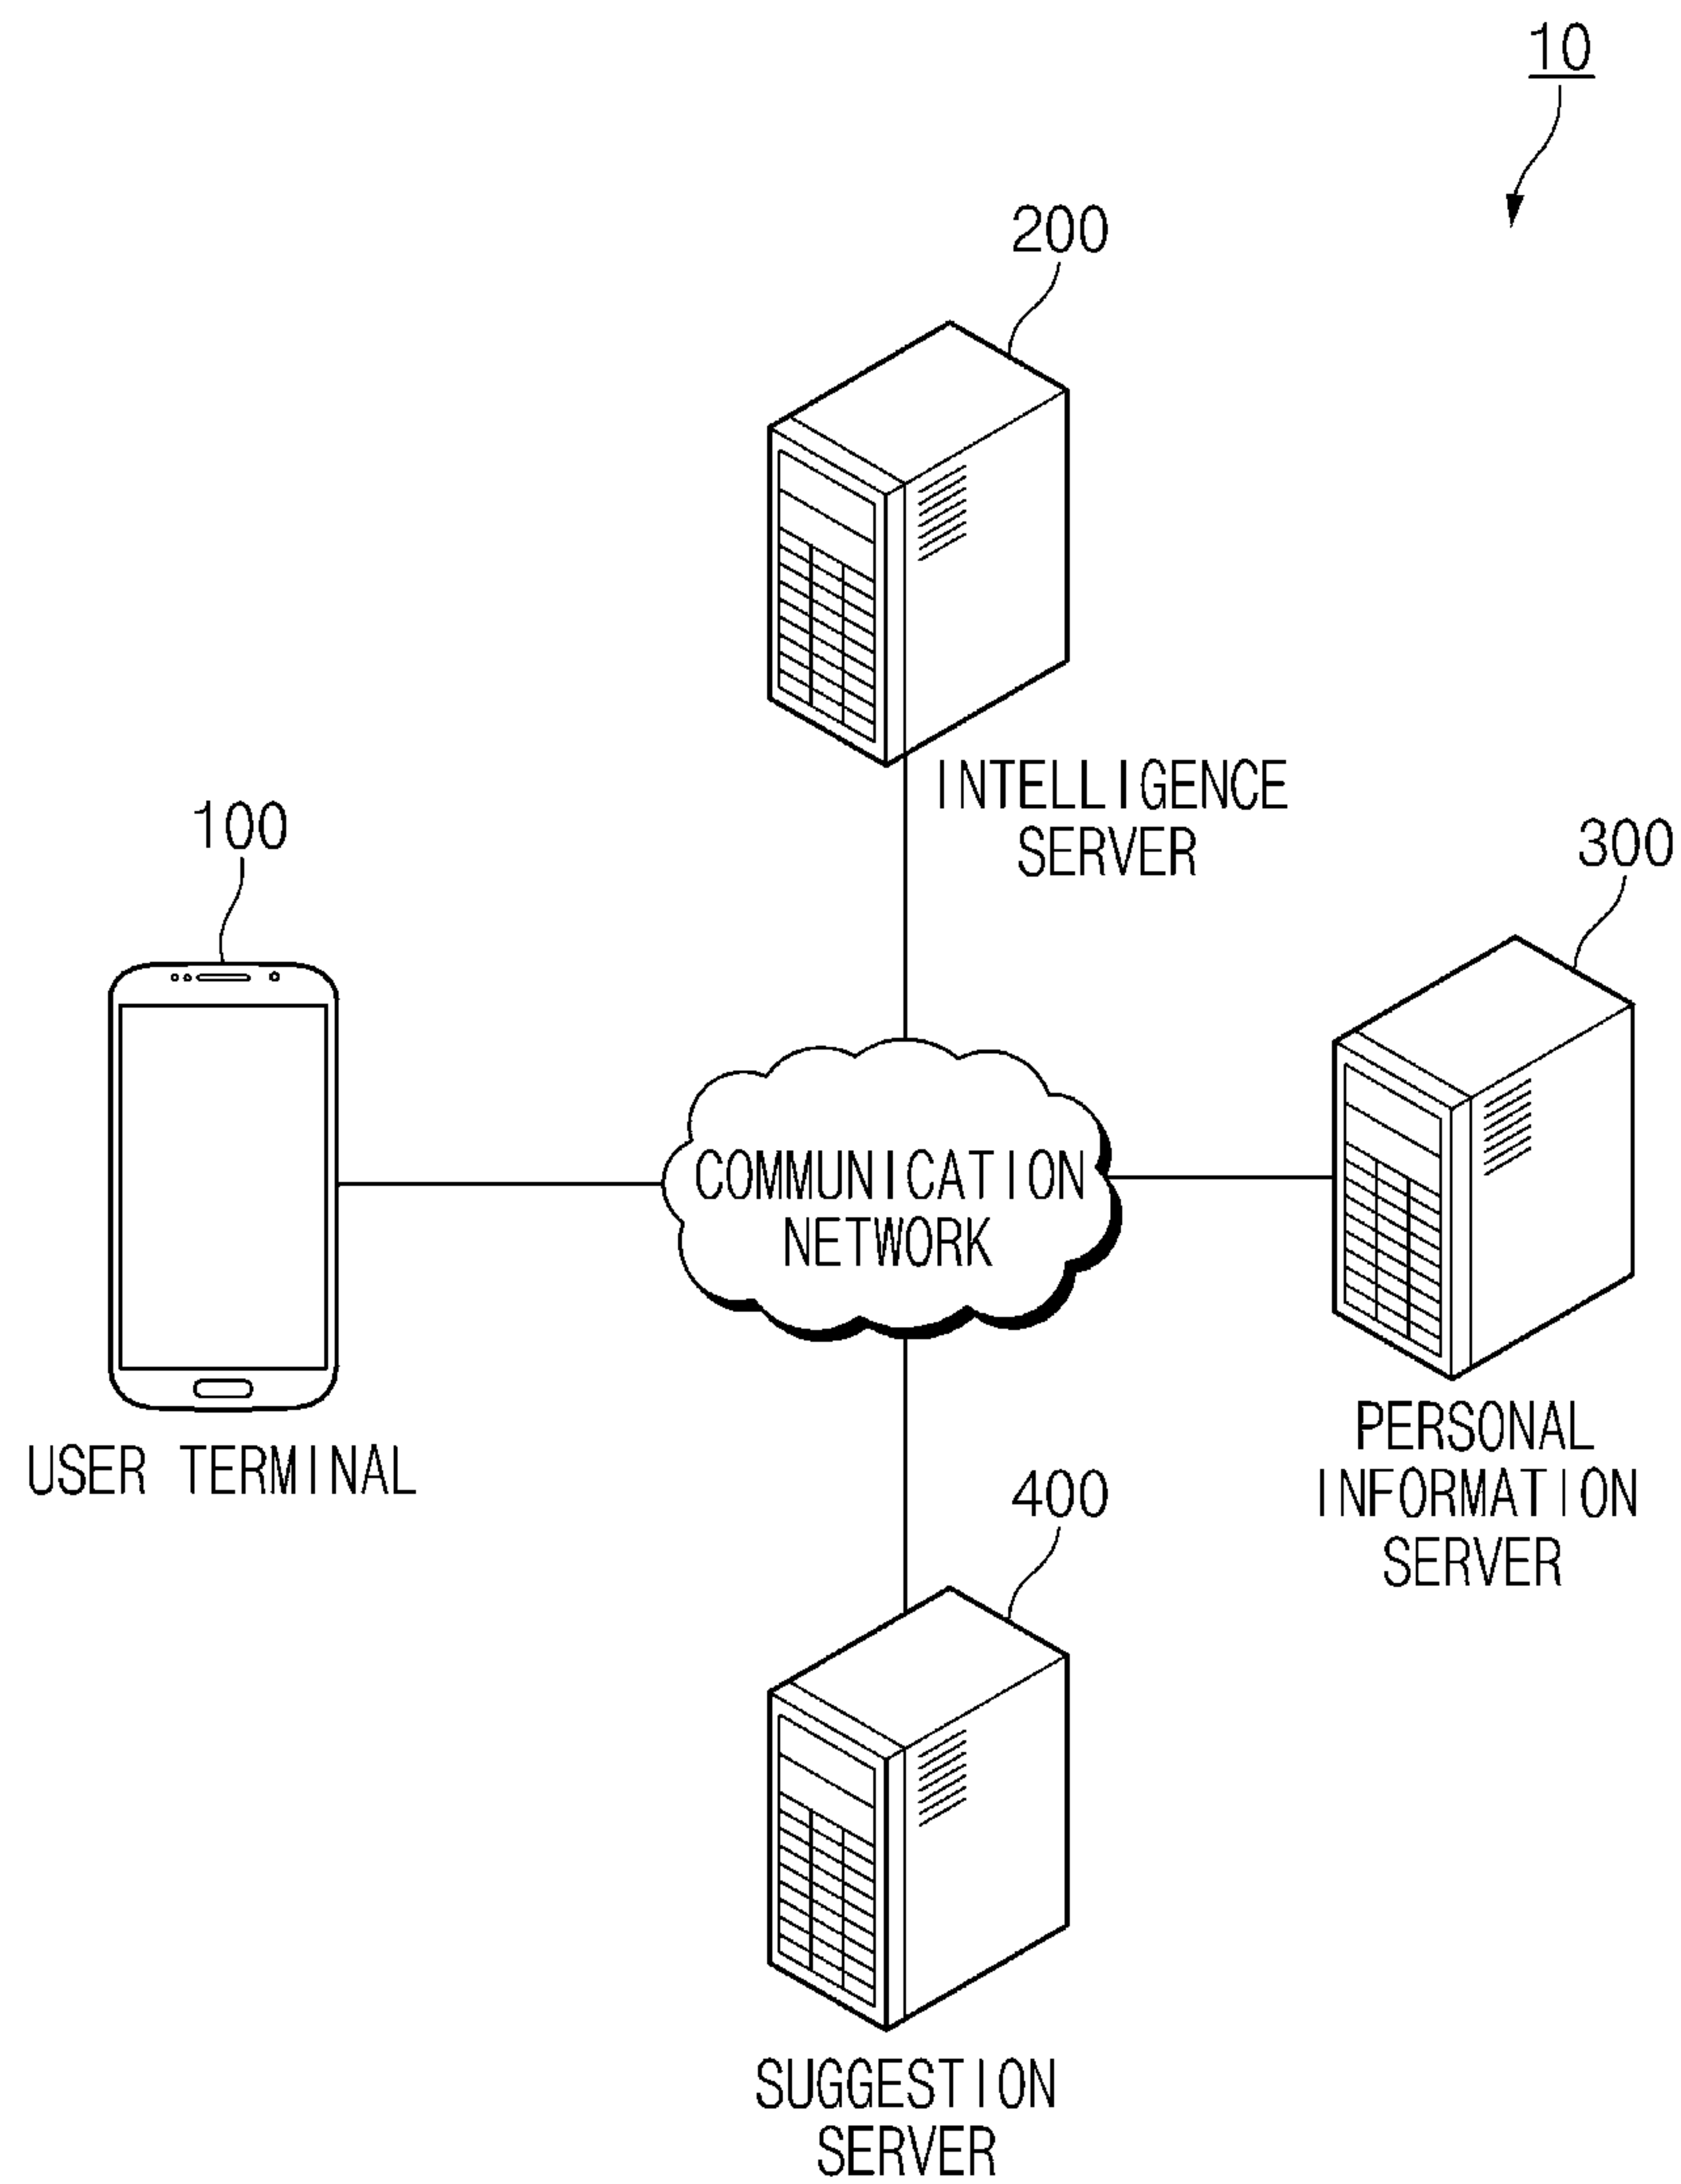 10
200
INTELLIGENCE
SERVER
100
300
COMMUNICATION
NETWORK
USER TERMINAL
PERSONAL
INFORMATION
SERVER
400
SUGGESTION
SERVER